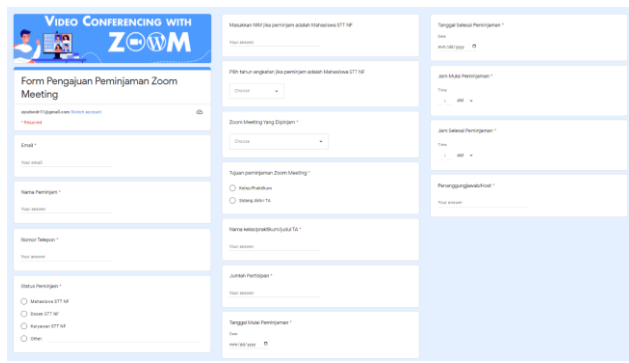 VIDEO CONFERENCING WITH
ZOOM
Form Pengajuan Peminjaman Zoom
Meeting
Switch account
* Required
Email *
Your email
Nama Peminjam *
Your answer
Nomor Telepon *
Your answer
Status Peminjam *
Mahasiswa STT NF
Dosen STT NF
Karyawan STT NF
Other:
Masukkan NIM jika peminjam adalah Mahasiswa STT NF
Your answer
Pilih tahun angkatan jika peminjam adalah Mahasiswa STT NF
Choose
Zoom Meeting Yang Dipinjam *
Choose
Tujuan peminjaman Zoom Meeting *
Kelas/Praktikum
Sidang Akhir TA
Nama kelas/praktikum/judul TA *
Your answer
Jumlah Partisipan *
Your answer
Tanggal Mulai Peminjaman *
Date
mm/dd/yyyy
Tanggal Selesai Peminjaman *
Date
mm/dd/yyyy
Jam Mulai Peminjaman *
Time
: AM
Jam Selesai Peminjaman *
Time
: AM
Penanggungjawab/Host *
Your answer